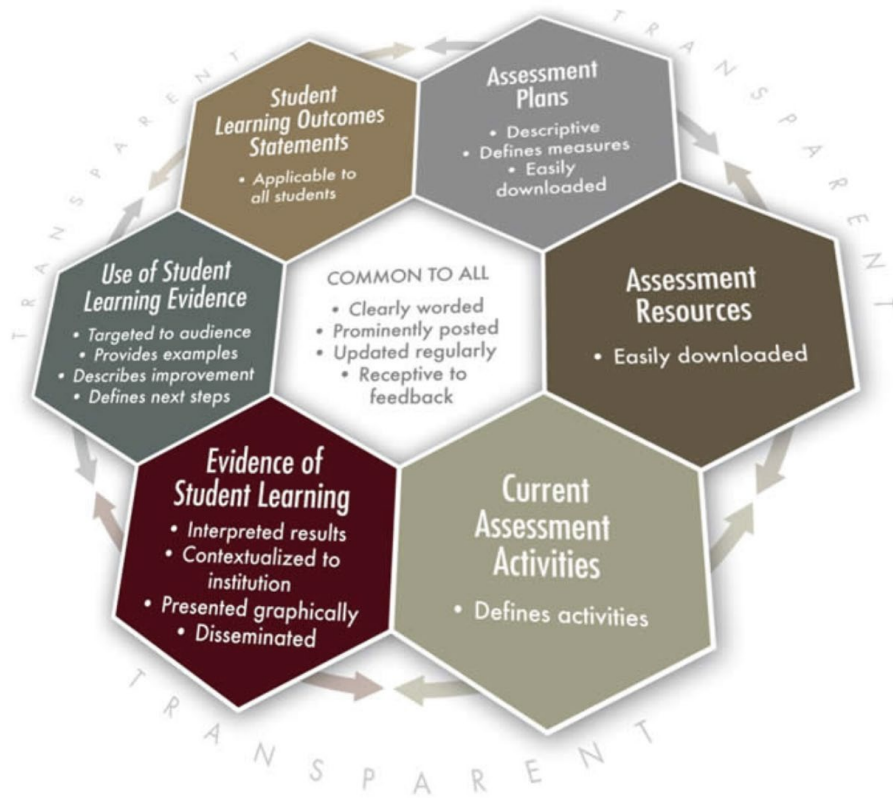 TRANSPARENT
TRANSPARENT
Student
Learning Outcomes
Statements
• Applicable to
all students
Assessment
Plans
• Descriptive
• Defines measures
• Easily
downloaded
Use of Student
Learning Evidence
• Targeted to audience
• Provides examples
• Describes improvement
• Defines next steps
COMMON TO ALL
• Clearly worded
• Prominently posted
• Updated regularly
• Receptive to
feedback
Assessment
Resources
• Easily downloaded
Evidence of
Student Learning
• Interpreted results
• Contextualized to
institution
• Presented graphically
• Disseminated
Current
Assessment
Activities
• Defines activities
TRANSPARENT